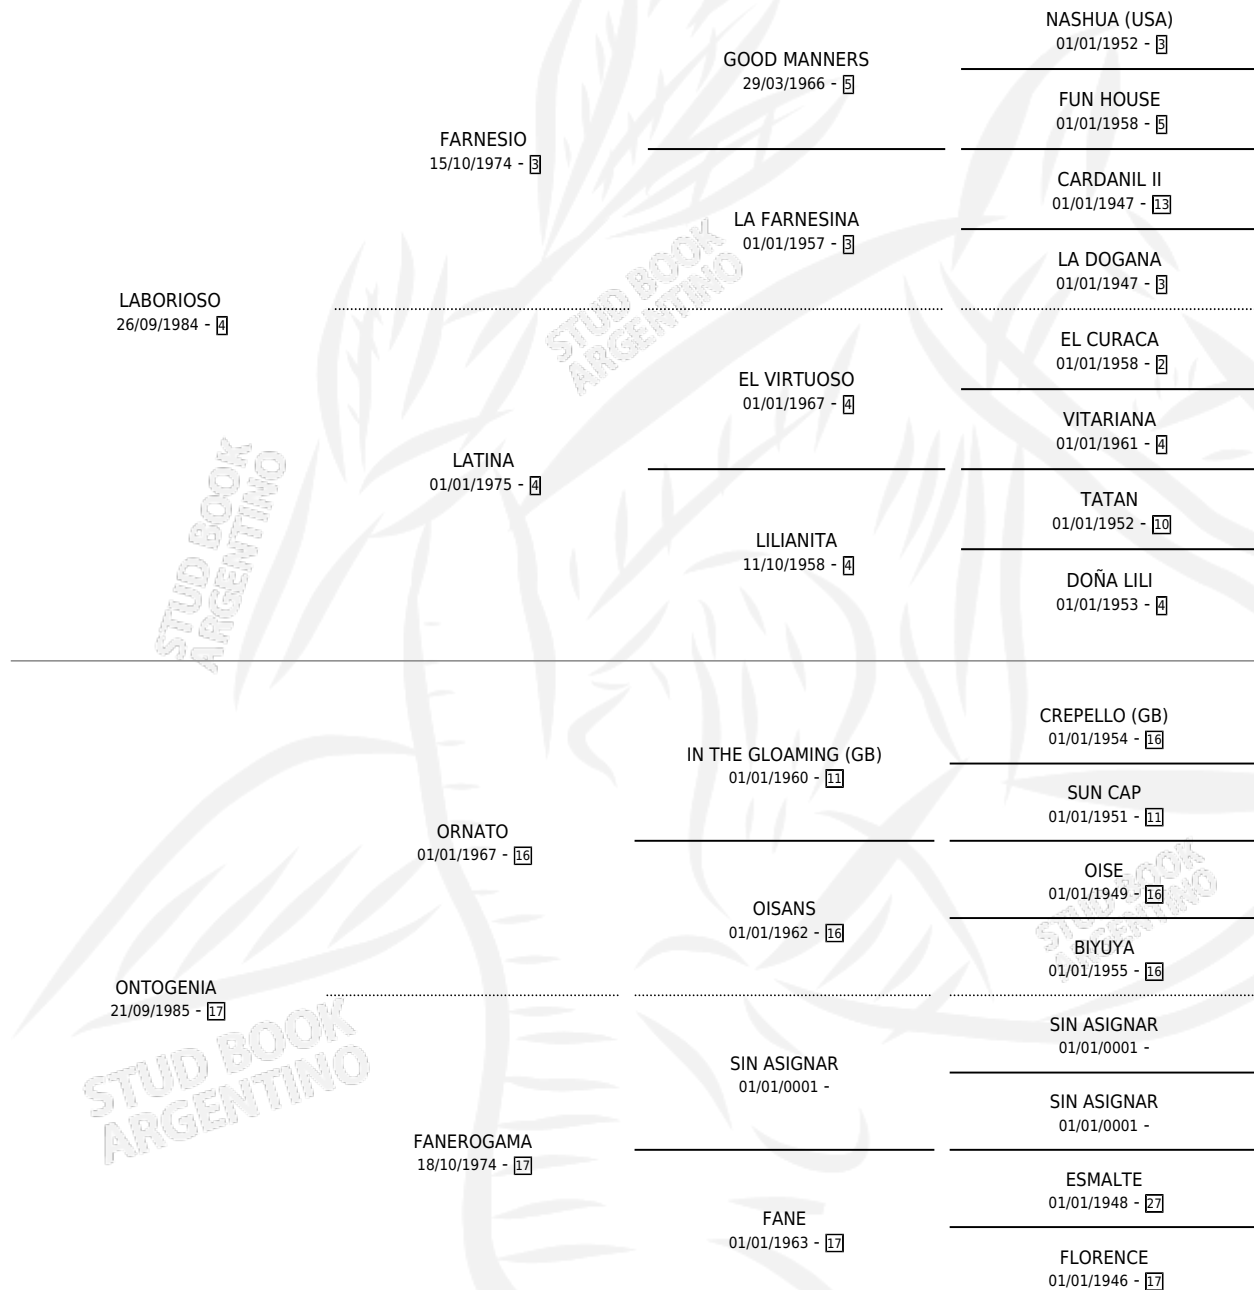 NASHUA (USA)
01/01/1952 - 3
GOOD MANNERS
29/03/1966 - 5
FUN HOUSE
01/01/1958 - 5
FARNESIO
15/10/1974 - 3
CARDANIL II
01/01/1947 - 13
LA FARNESINA
01/01/1957 - 3
LA DOGANA
01/01/1947 - 3
LABORIOSO
26/09/1984 - 4
STUD BOOK
ARGENTINO
EL CURACA
01/01/1958 - 2
EL VIRTUOSO
01/01/1967 - 4
VITARIANA
01/01/1961 - 4
LATINA
01/01/1975 - 4
TATAN
01/01/1952 - 10
LILIANITA
11/10/1958 - 4
DOÑA LILI
01/01/1953 - 4
STUD BOOK
ARGENTINO
CREPELLO (GB)
01/01/1954 - 16
IN THE GLOAMING (GB)
01/01/1960 - 11
SUN CAP
01/01/1951 - 11
ORNATO
01/01/1967 - 16
OISE
01/01/1949 - 16
OISANS
01/01/1962 - 16
BIYUYA
01/01/1955 - 16
STUD BOOK
ARGENTINO
ONTOGENIA
21/09/1985 - 17
SIN ASIGNAR
01/01/0001 -
SIN ASIGNAR
01/01/0001 -
SIN ASIGNAR
01/01/0001 -
STUD BOOK
ARGENTINO
FANEROGAMA
18/10/1974 - 17
ESMALTE
01/01/1948 - 27
FANE
01/01/1963 - 17
FLORENCE
01/01/1946 - 17